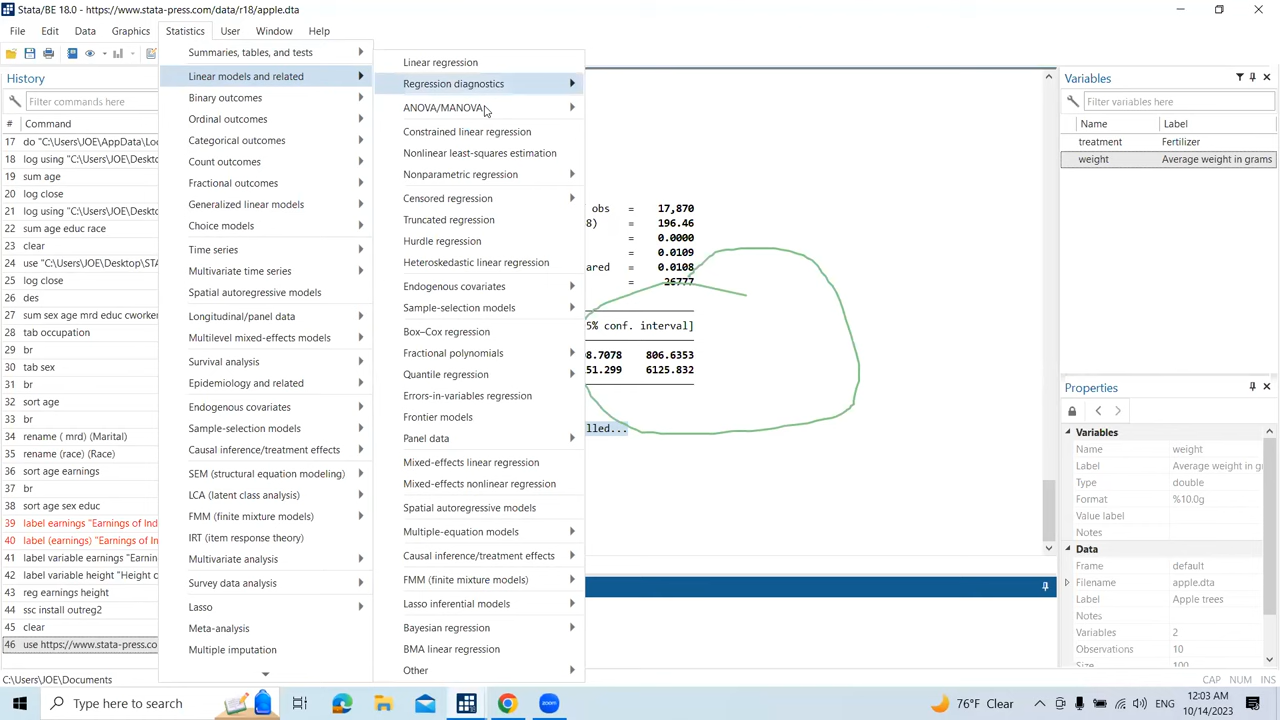 Stata/BE 18.0 - https://www.stata-press.com/data/r18/apple.dta
File Edit Data Graphics Statistics User Window Help
History
Filter commands here
# Command
17 do "C:\Users\JOE\AppData\Loc
18 log using "C:\Users\JOE\Deskto
19 sum age
20 log close
21 log using "C:\Users\JOE\Deskto
22 sum age educ race
23 clear
24 use "C:\Users\JOE\Desktop\STA
25 log close
26 des
27 sum sex age mrd educ cworker
28 tab occupation
29 br
30 tab sex
31 br
32 sort age
33 br
34 rename ( mrd) (Marital)
35 rename (race) (Race)
36 sort age earnings
37 br
38 sort age sex educ
39 label earnings "Earnings of Ind
40 label (earnings) "Earnings of In
41 label variable earnings "Earnin
42 label variable height "Height c
43 reg earnings height
44 ssc install outreg2
45 clear
46 use https://www.stata-press.co
C:\Users\JOE\Documents
Summaries, tables, and tests
Linear models and related
Binary outcomes
Ordinal outcomes
Categorical outcomes
Count outcomes
Fractional outcomes
Generalized linear models
Choice models
Time series
Multivariate time series
Spatial autoregressive models
Longitudinal/panel data
Multilevel mixed-effects models
Survival analysis
Epidemiology and related
Endogenous covariates
Sample-selection models
Causal inference/treatment effects
SEM (structural equation modeling)
LCA (latent class analysis)
FMM (finite mixture models)
IRT (item response theory)
Multivariate analysis
Survey data analysis
Lasso
Meta-analysis
Multiple imputation
Linear regression
Regression diagnostics
ANOVA/MANOVA
Constrained linear regression
Nonlinear least-squares estimation
Nonparametric regression
Censored regression
Truncated regression
Hurdle regression
Heteroskedastic linear regression
Endogenous covariates
Sample-selection models
Box–Cox regression
Fractional polynomials
Quantile regression
Errors-in-variables regression
Frontier models
Panel data
Mixed-effects linear regression
Mixed-effects nonlinear regression
Spatial autoregressive models
Multiple-equation models
Causal inference/treatment effects
FMM (finite mixture models)
Lasso inferential models
Bayesian regression
BMA linear regression
Other
obs = 17,870
8) = 196.46
= 0.0000
= 0.0109
ared = 0.0108
= 26777
5% conf. interval]
08.7078 806.6353
51.299 6125.832
lled...
Variables
Filter variables here
Name Label
treatment Fertilizer
weight Average weight in grams
Properties
Variables
Name weight
Label Average weight in gr
Type double
Format %10.0g
Value label
Notes
Data
Frame default
Filename apple.dta
Label Apple trees
Notes
Variables 2
Observations 10
Size 100
CAP NUM INS
Type here to search
zoom
76°F Clear
ENG
12:03 AM
10/14/2023